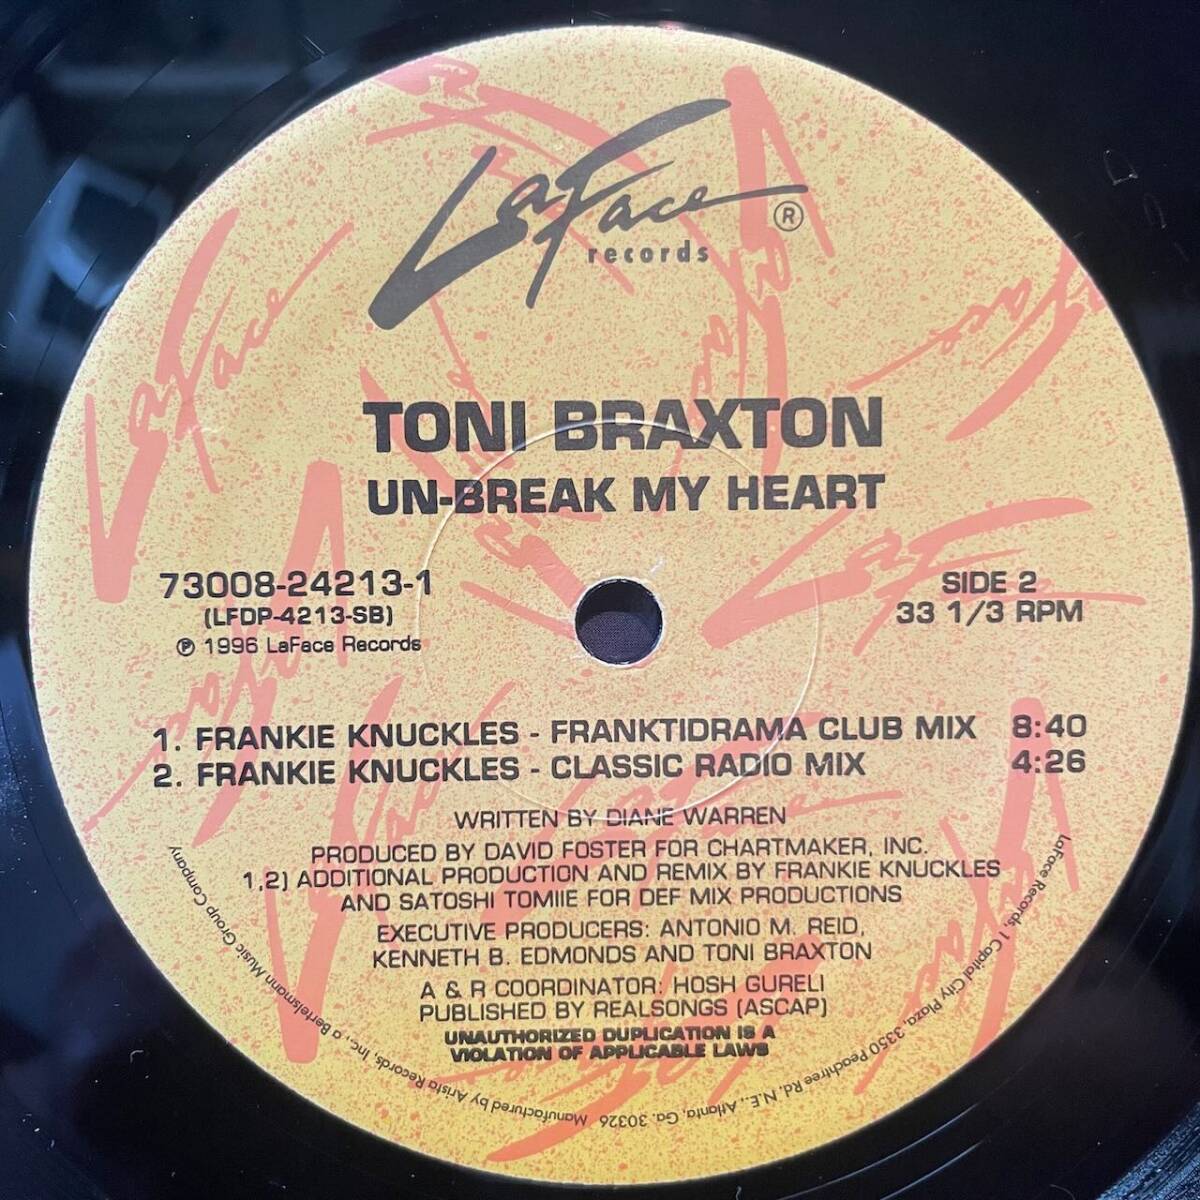 LaFace ®
records
TONI BRAXTON
UN-BREAK MY HEART
73008-24213-1
(LFDP-4213-SB)
℗ 1996 LaFace Records
SIDE 2
33 1/3 RPM
1. FRANKIE KNUCKLES - FRANKTIDRAMA CLUB MIX 8:40
2. FRANKIE KNUCKLES - CLASSIC RADIO MIX 4:26
WRITTEN BY DIANE WARREN
PRODUCED BY DAVID FOSTER FOR CHARTMAKER, INC.
1,2) ADDITIONAL PRODUCTION AND REMIX BY FRANKIE KNUCKLES
AND SATOSHI TOMIIE FOR DEF MIX PRODUCTIONS
EXECUTIVE PRODUCERS: ANTONIO M. REID,
KENNETH B. EDMONDS AND TONI BRAXTON
A & R COORDINATOR: HOSH GURELI
PUBLISHED BY REALSONGS (ASCAP)
UNAUTHORIZED DUPLICATION IS A
VIOLATION OF APPLICABLE LAWS
LaFace Records, 1 Capital City Plaza, 3350 Peachtree Rd. N.E., Atlanta, Ga. 30326 Manufactured by Arista Records, Inc., a Bertelsmann Music Group Company